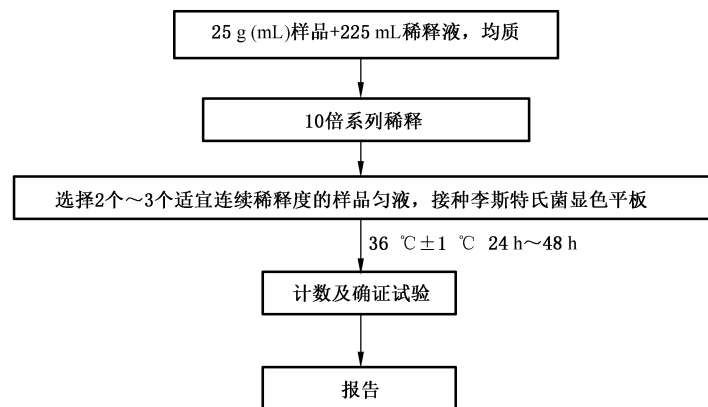 25 g (mL)样品+225 mL稀释液，均质
10倍系列稀释
选择2个～3个适宜连续稀释度的样品匀液，接种李斯特氏菌显色平板
36 ℃±1 ℃ 24 h～48 h
计数及确证试验
报告